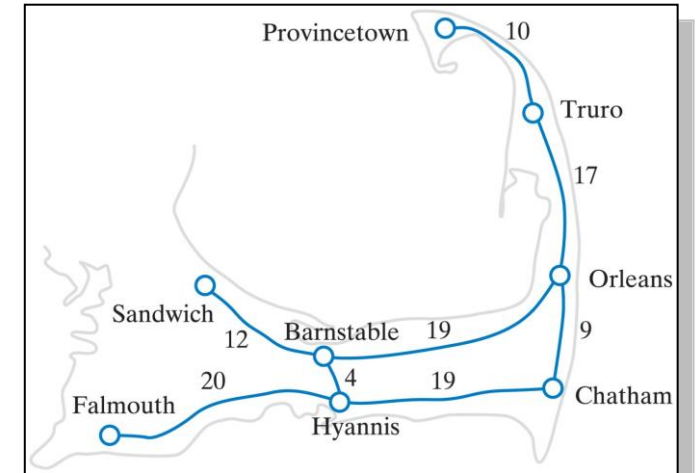 Provincetown
10
Truro
17
Orleans
Sandwich
12
Barnstable
19
9
20
4
19
Chatham
Falmouth
Hyannis